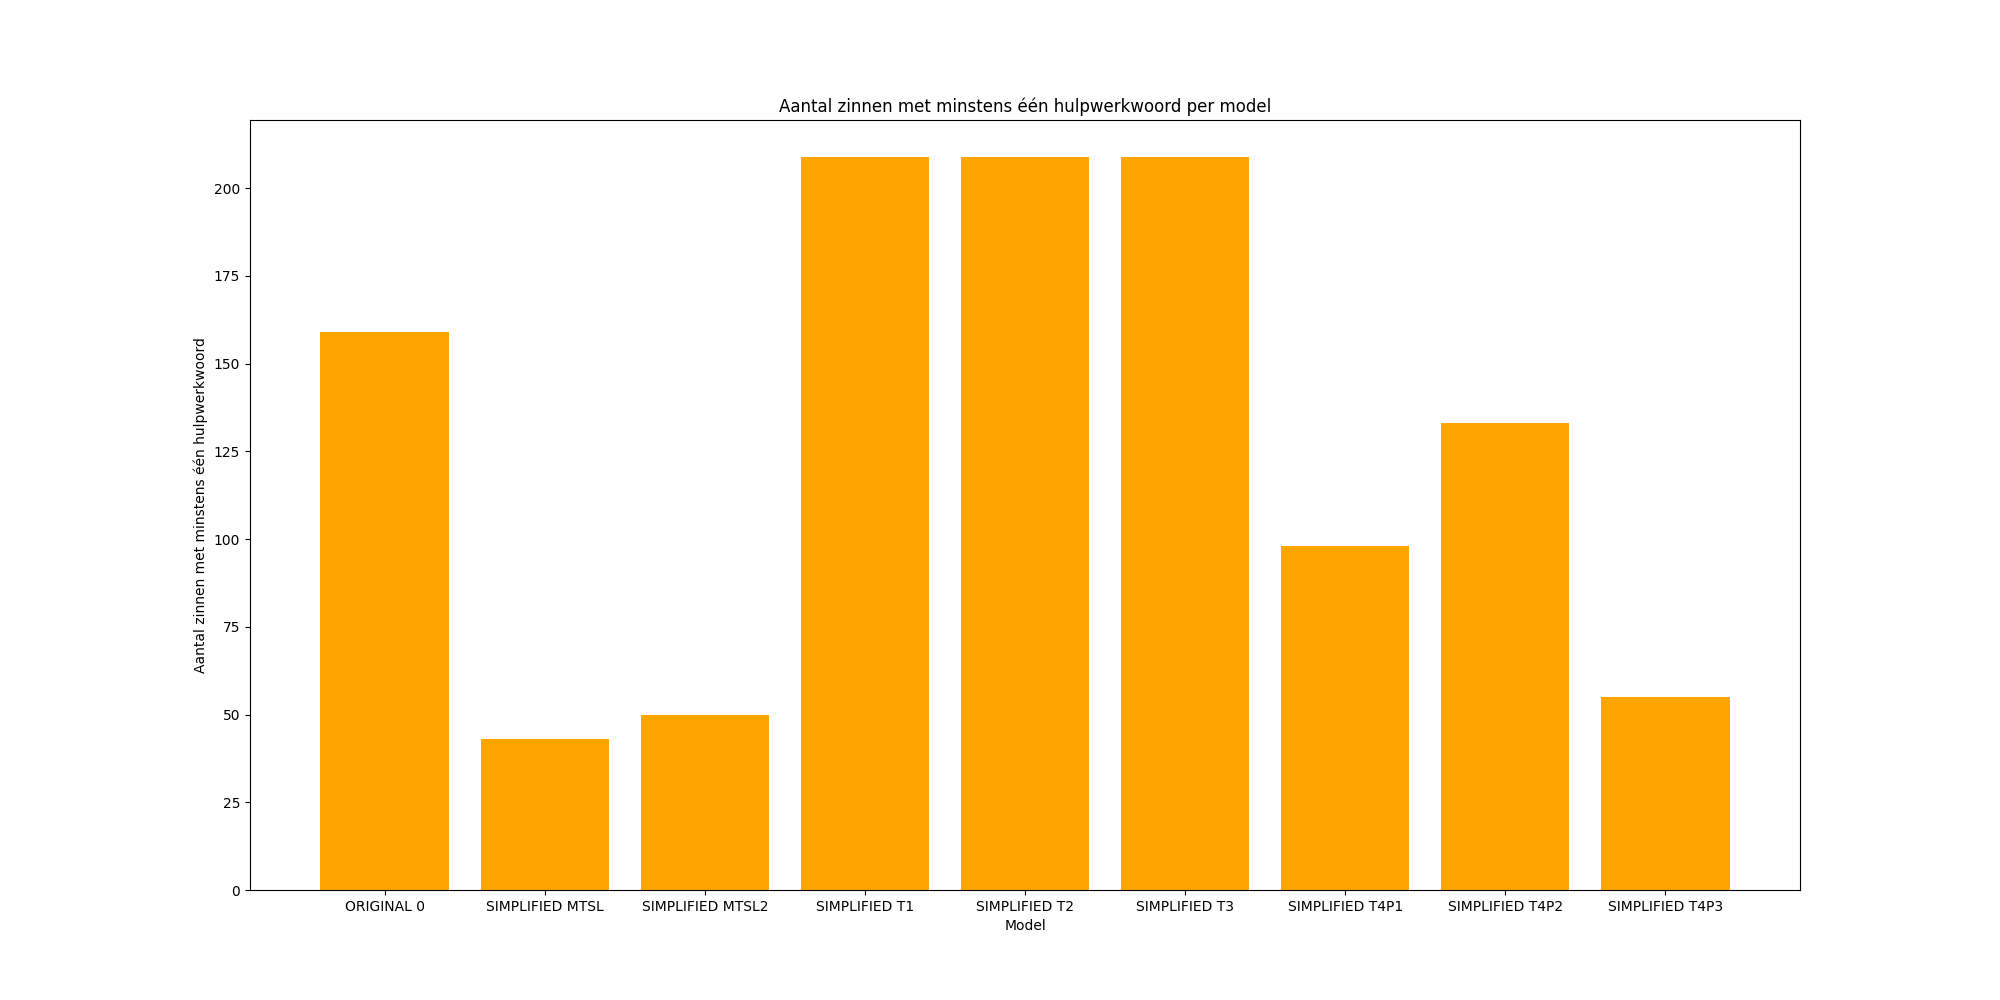 Aantal zinnen met minstens één hulpwerkwoord per model
Aantal zinnen met minstens één hulpwerkwoord
200
175
150
125
100
75
50
25
0
ORIGINAL 0
SIMPLIFIED MTSL
SIMPLIFIED MTSL2
SIMPLIFIED T1
SIMPLIFIED T2
SIMPLIFIED T3
SIMPLIFIED T4P1
SIMPLIFIED T4P2
SIMPLIFIED T4P3
Model